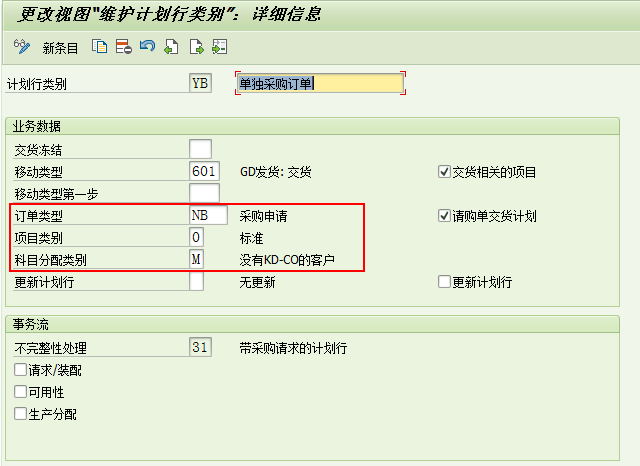 更改视图"维护计划行类别": 详细信息
新条目
计划行类别 YB 单独采购订单
业务数据
交货冻结
移动类型 601 GD发货: 交货 交货相关的项目
移动类型第一步
订单类型 NB 采购申请 请购单交货计划
项目类别 0 标准
科目分配类别 M 没有KD-CO的客户
更新计划行 无更新 更新计划行
事务流
不完整性处理 31 带采购请求的计划行
请求/装配
可用性
生产分配